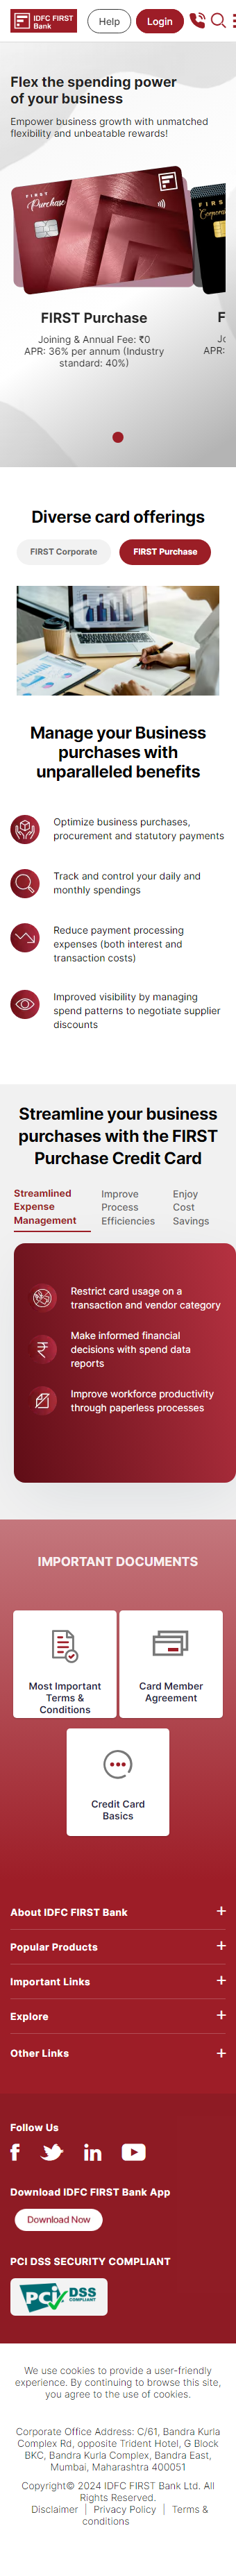 IDFC FIRST
Bank
Help
Login
Flex the spending power
of your business
Empower business growth with unmatched
flexibility and unbeatable rewards!
FIRST
Purchase
FIRS
Corpora
FIRST Purchase
F
Joining & Annual Fee: ₹0
APR: 36% per annum (Industry
standard: 40%)
APR:
Diverse card offerings
FIRST Corporate
FIRST Purchase
Manage your Business
purchases with
unparalleled benefits
Optimize business purchases,
procurement and statutory payments
Track and control your daily and
monthly spendings
Reduce payment processing
expenses (both interest and
transaction costs)
Improved visibility by managing
spend patterns to negotiate supplier
discounts
Streamline your business
purchases with the FIRST
Purchase Credit Card
Streamlined
Expense
Management
Improve
Process
Efficiencies
Enjoy
Cost
Savings
Restrict card usage on a
transaction and vendor category
Make informed financial
decisions with spend data
reports
Improve workforce productivity
through paperless processes
IMPORTANT DOCUMENTS
Most Important
Terms &
Conditions
Card Member
Agreement
Credit Card
Basics
About IDFC FIRST Bank +
Popular Products +
Important Links +
Explore +
Other Links +
Follow Us
Download IDFC FIRST Bank App
Download Now
PCI DSS SECURITY COMPLIANT
PCI DSS
COMPLIANT
We use cookies to provide a user-friendly
experience. By continuing to browse this site,
you agree to the use of cookies.
Corporate Office Address: C/61, Bandra Kurla
Complex Rd, opposite Trident Hotel, G Block
BKC, Bandra Kurla Complex, Bandra East,
Mumbai, Maharashtra 400051
Copyright© 2024 IDFC FIRST Bank Ltd. All
Rights Reserved.
Disclaimer | Privacy Policy | Terms &
conditions